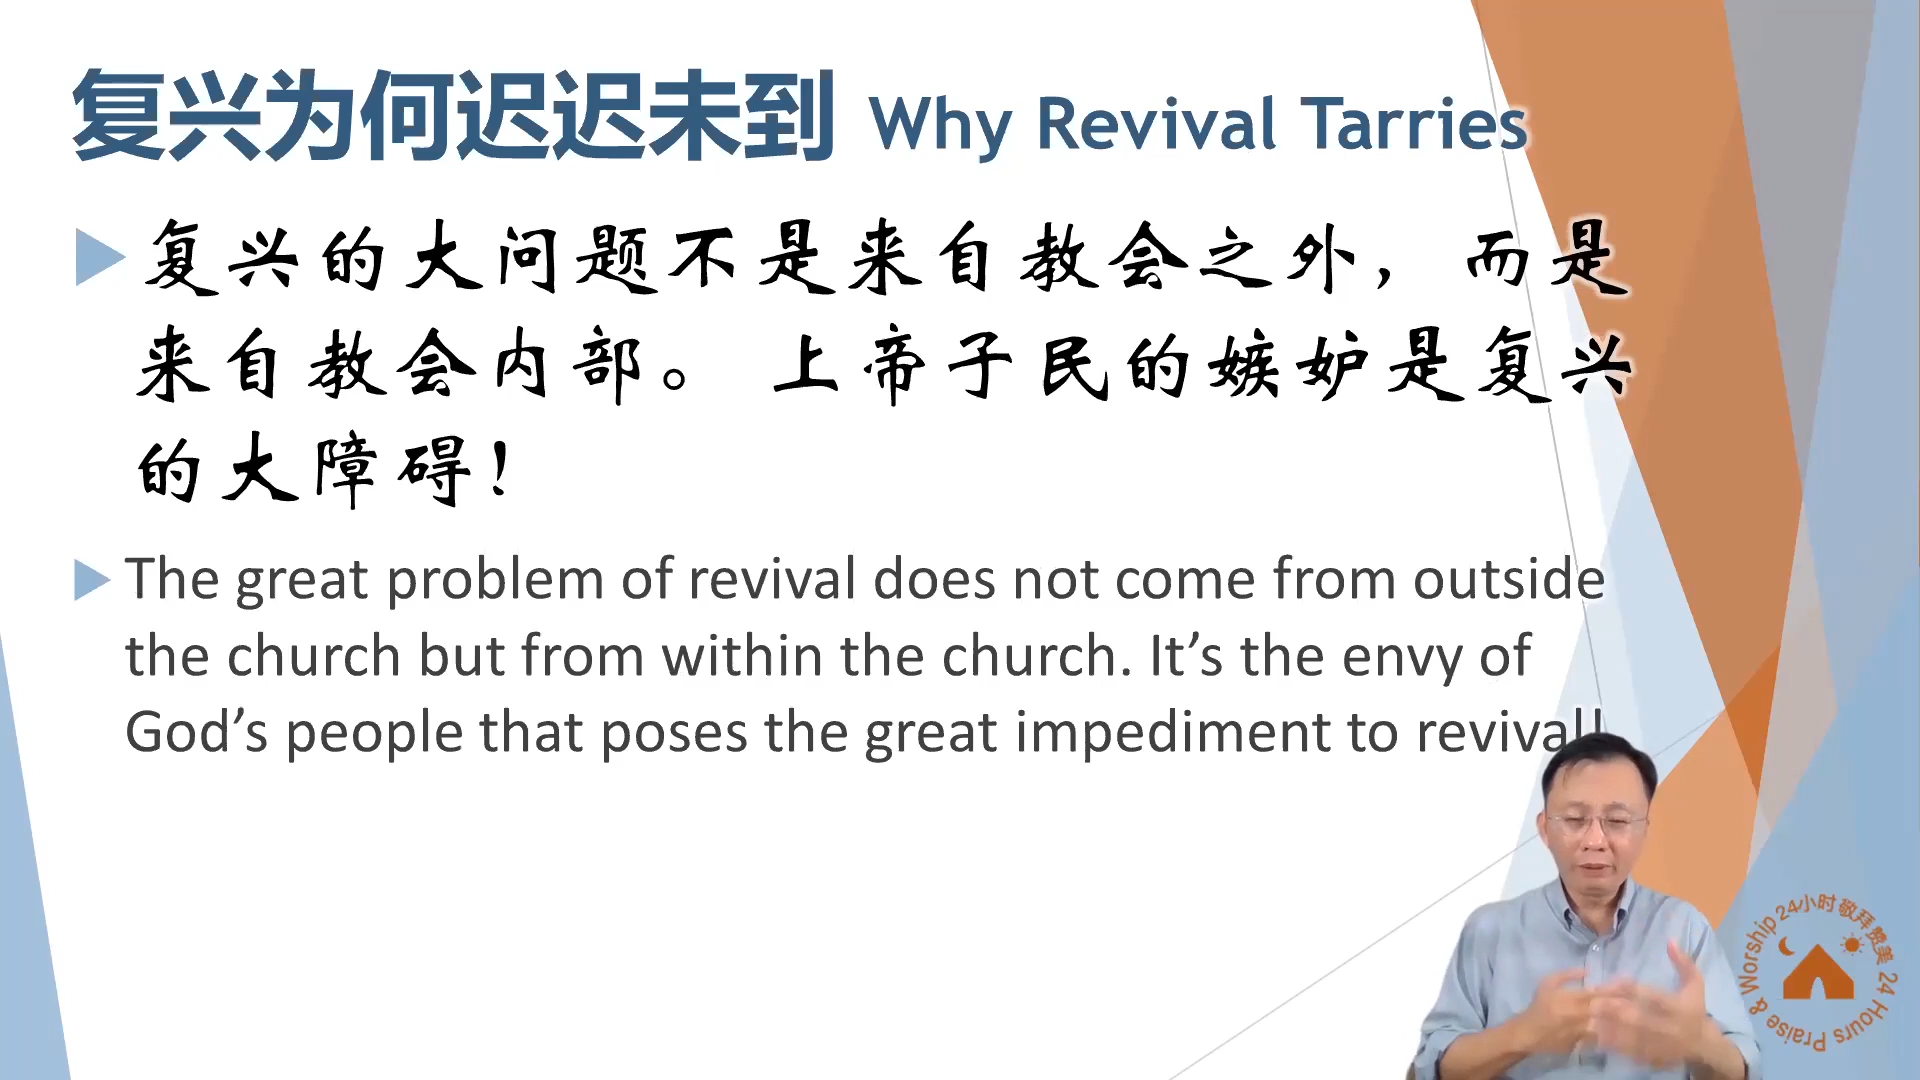 复兴为何迟迟未到 Why Revival Tarries
复兴的大问题不是来自教会之外，而是
来自教会内部。 上帝子民的嫉妒是复兴
的大障碍！
The great problem of revival does not come from outside
the church but from within the church. It’s the envy of
God’s people that poses the great impediment to revival!
24小时敬拜赞美 24 Hours Praise & Worship